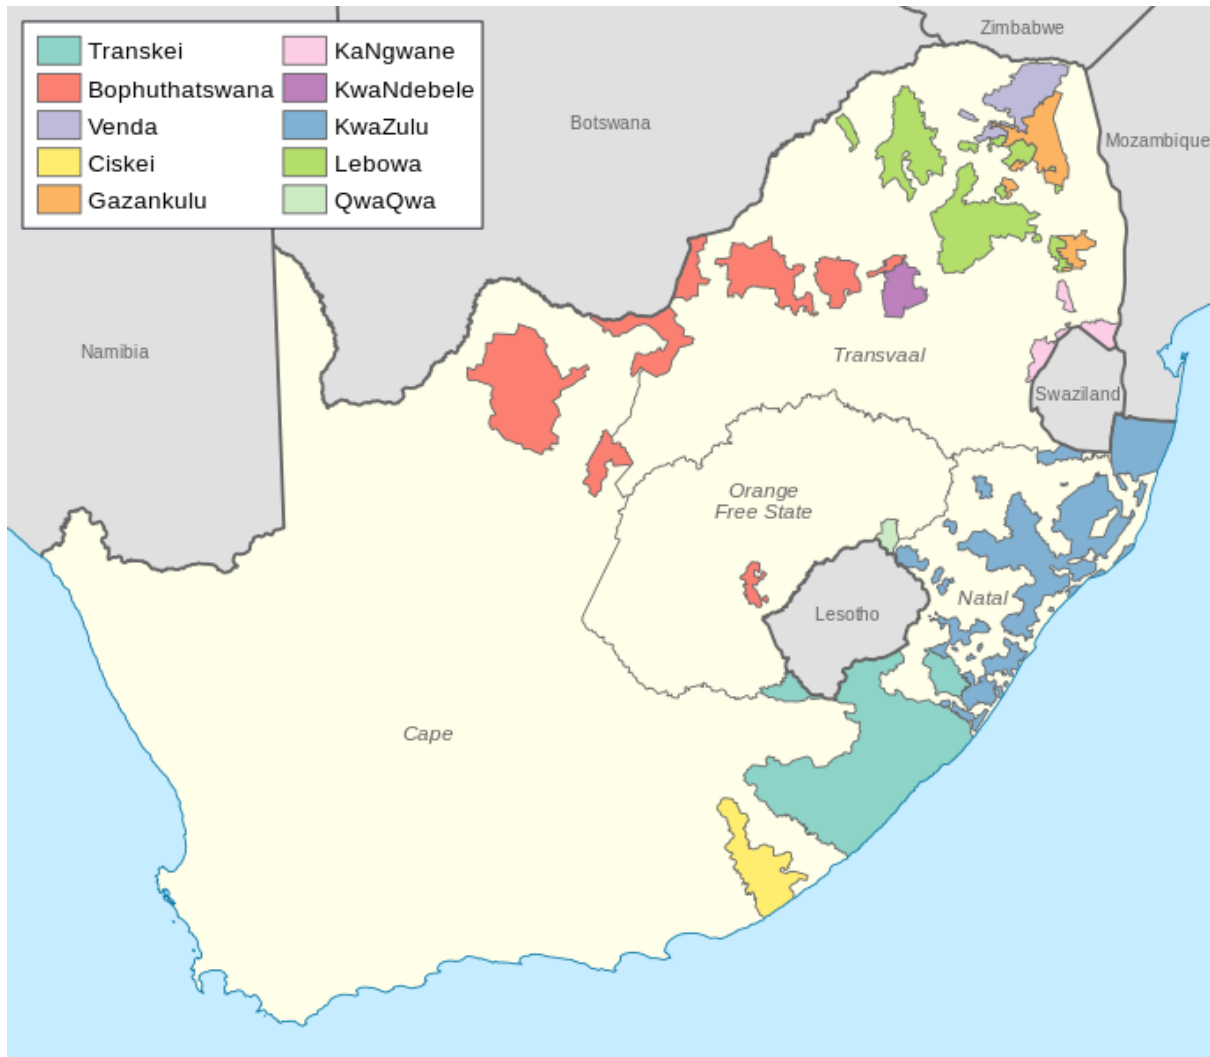 Transkei
Bophuthatswana
Venda
Ciskei
Gazankulu
KaNgwane
KwaNdebele
KwaZulu
Lebowa
QwaQwa
Zimbabwe
Botswana
Mozambique
Namibia
Transvaal
Swaziland
Orange
Free State
Natal
Lesotho
Cape